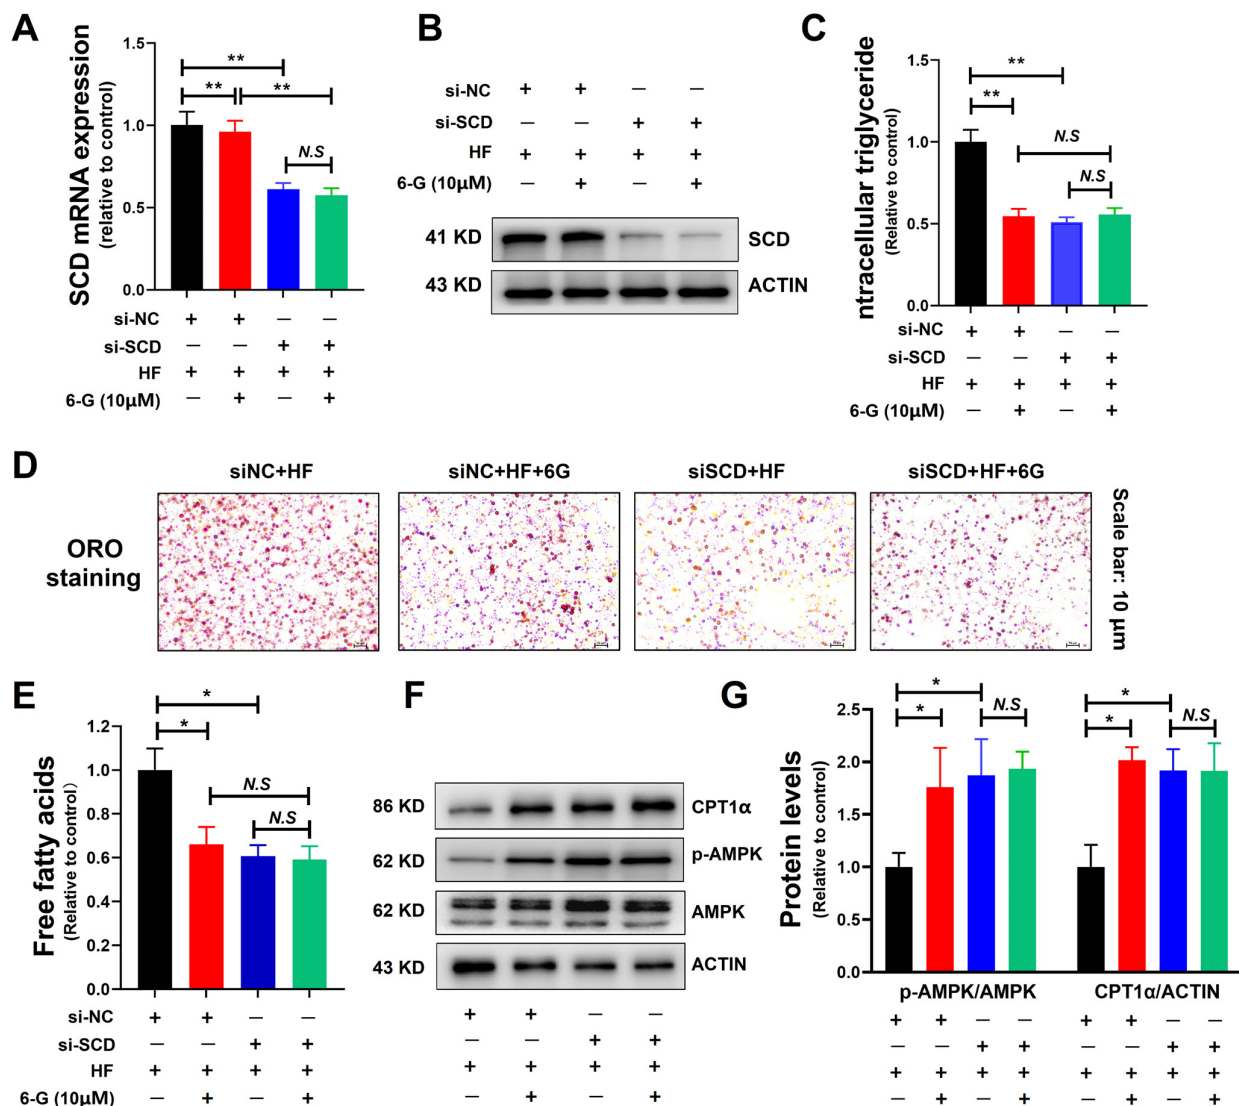 A
SCD mRNA expression
(relative to control)
1.5
1.0
0.5
0.0
**
** **
N.S
si-NC + + — —
si-SCD — — + +
HF + + + +
6-G (10µM) — + — +
B
si-NC + + — —
si-SCD — — + +
HF + + + +
6-G (10µM) — + — +
41 KD SCD
43 KD ACTIN
C
ntracellular triglyceride
(Relative to control)
1.5
1.0
0.5
0.0
**
**
N.S
N.S
si-NC + + — —
si-SCD — — + +
HF + + + +
6-G (10µM) — + — +
D
siNC+HF siNC+HF+6G siSCD+HF siSCD+HF+6G
ORO
staining
Scale bar: 10 µm
E
Free fatty acids
(Relative to control)
1.2
1.0
0.8
0.6
0.4
0.2
0.0
*
*
N.S
N.S
si-NC + + — —
si-SCD — — + +
HF + + + +
6-G (10µM) — + — +
F
86 KD CPT1α
62 KD p-AMPK
62 KD AMPK
43 KD ACTIN
+ + — —
— — + +
+ + + +
— + — +
G
Protein levels
(Relative to control)
2.5
2.0
1.5
1.0
0.5
0.0
* *
* N.S * N.S
p-AMPK/AMPK CPT1α/ACTIN
+ + — — + + — —
— — + + — — + +
+ + + + + + + +
— + — + — + — +